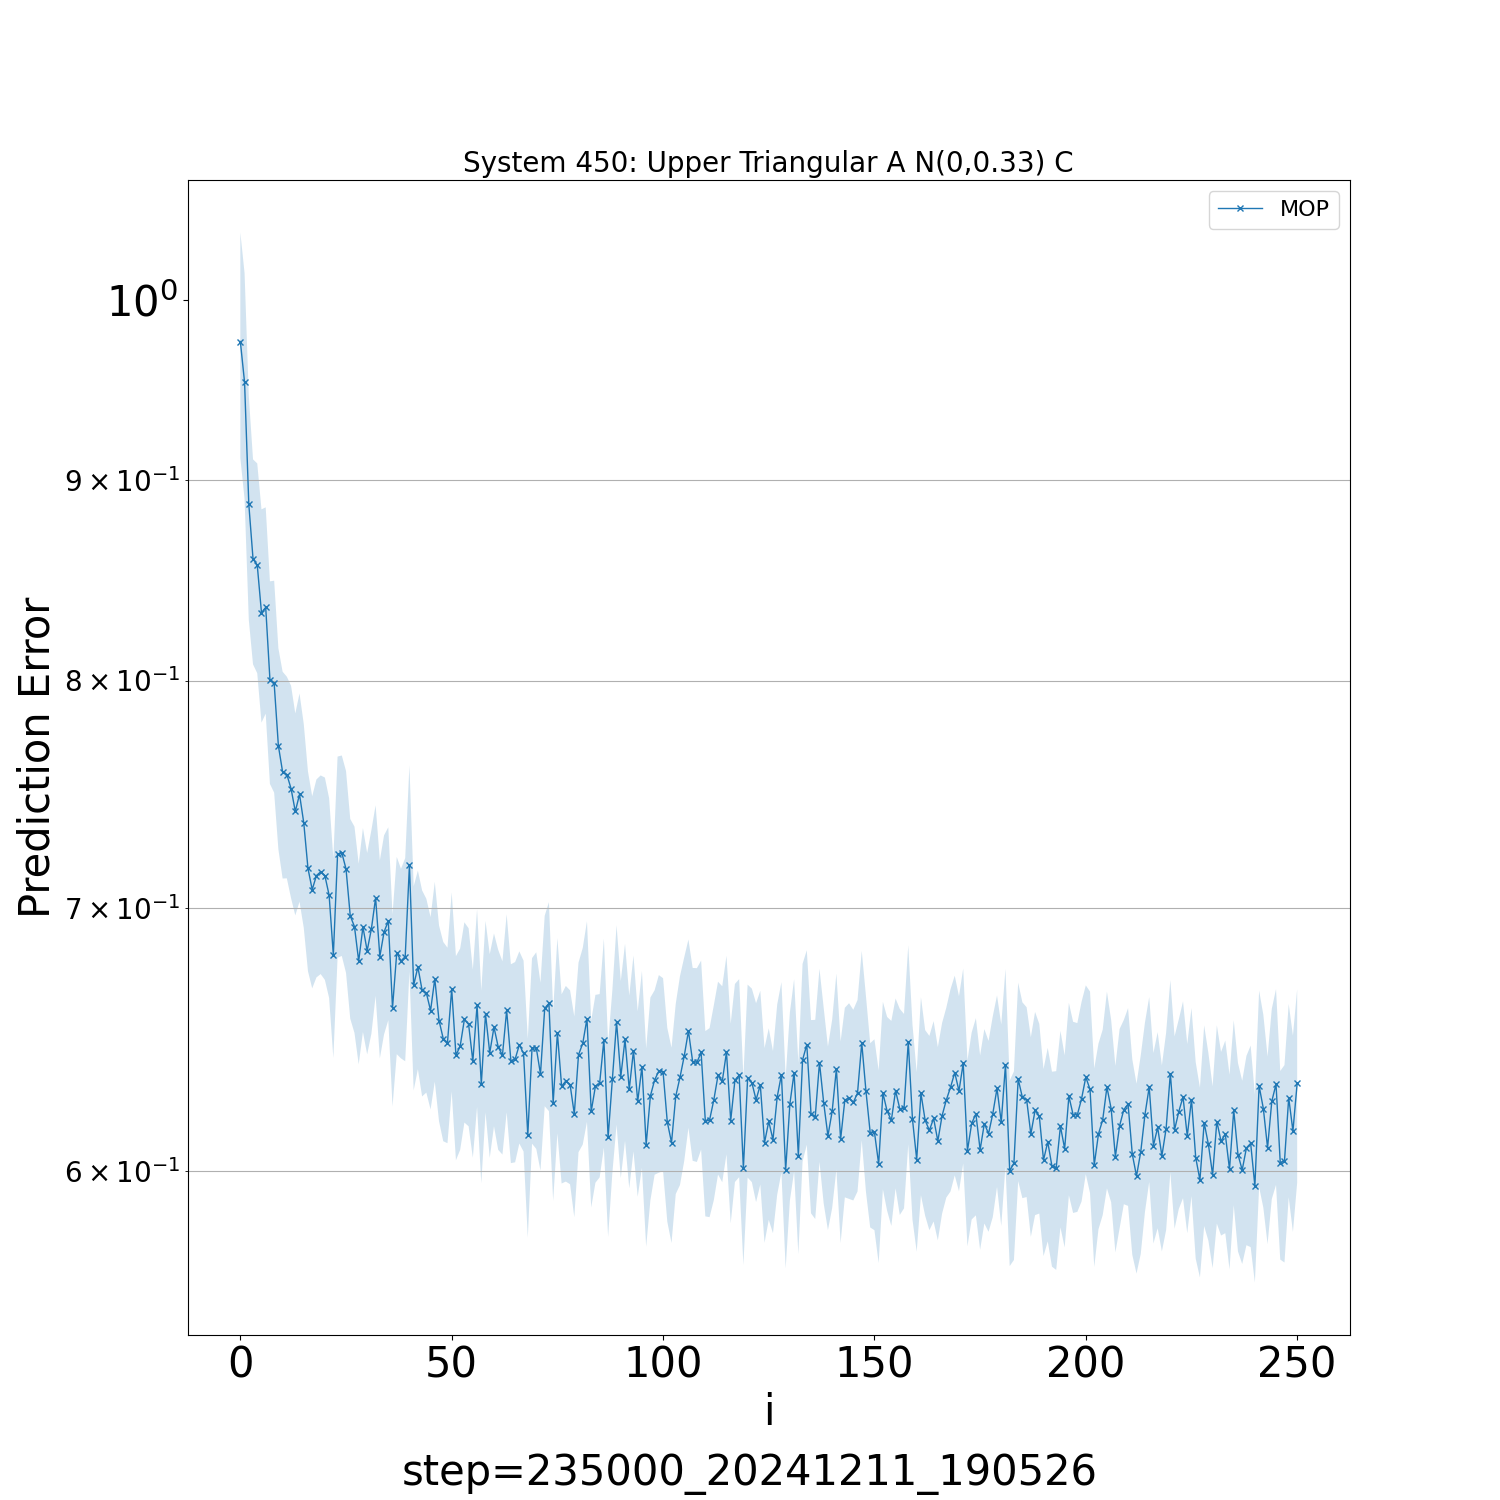 System 450: Upper Triangular A N(0,0.33) C
MOP
10⁰
9 × 10⁻¹
8 × 10⁻¹
7 × 10⁻¹
6 × 10⁻¹
Prediction Error
0 50 100 150 200 250
i
step=235000_20241211_190526